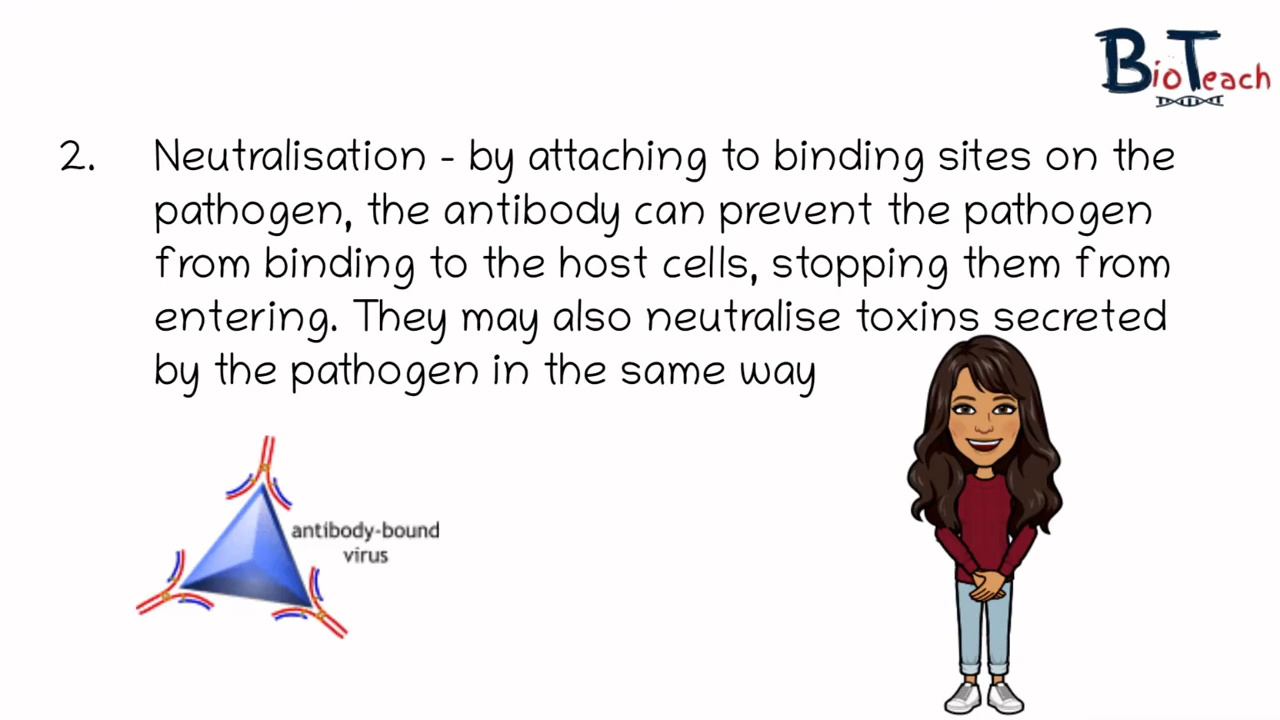 BioTeach
2. Neutralisation - by attaching to binding sites on the
pathogen, the antibody can prevent the pathogen
from binding to the host cells, stopping them from
entering. They may also neutralise toxins secreted
by the pathogen in the same way
antibody-bound
virus